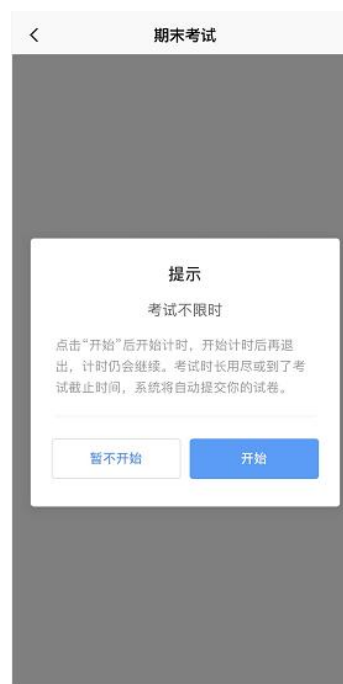 期末考试
提示
考试不限时
点击“开始”后开始计时，开始计时后再退
出，计时仍会继续。考试时长用尽或到了考
试截止时间，系统将自动提交你的试卷。
暂不开始
开始